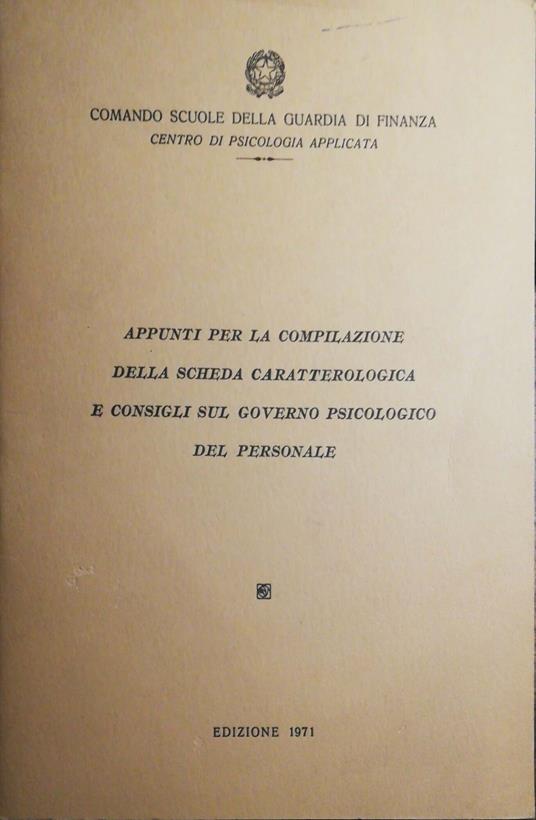 COMANDO SCUOLE DELLA GUARDIA DI FINANZA
CENTRO DI PSICOLOGIA APPLICATA
APPUNTI PER LA COMPILAZIONE
DELLA SCHEDA CARATTEROLOGICA
E CONSIGLI SUL GOVERNO PSICOLOGICO
DEL PERSONALE
EDIZIONE 1971